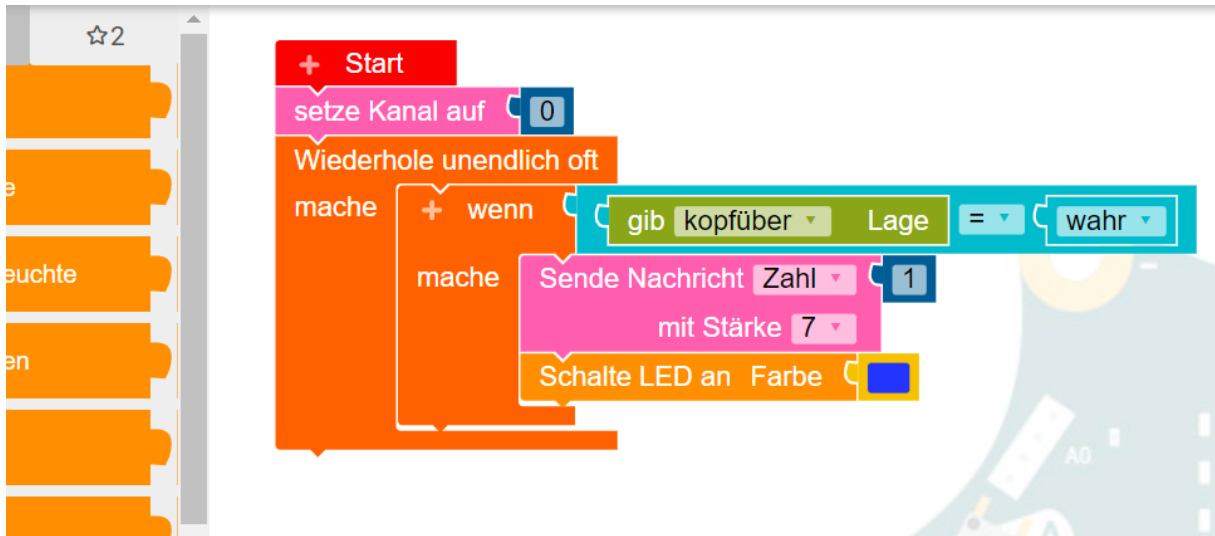 ☆2
+ Start
setze Kanal auf 0
Wiederhole unendlich oft
mache + wenn gib kopfüber Lage = wahr
e
mache Sende Nachricht Zahl 1
euchte
mit Stärke 7
en
Schalte LED an Farbe
A0
A